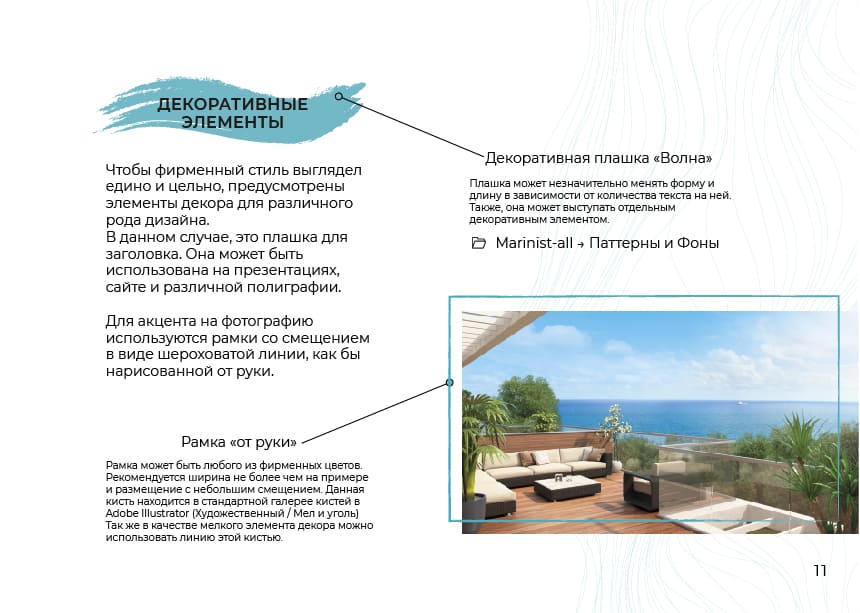 ДЕКОРАТИВНЫЕ
ЭЛЕМЕНТЫ
Чтобы фирменный стиль выглядел
едино и цельно, предусмотрены
элементы декора для различного
рода дизайна.
В данном случае, это плашка для
заголовка. Она может быть
использована на презентациях,
сайте и различной полиграфии.
Для акцента на фотографию
используются рамки со смещением
в виде шероховатой линии, как бы
нарисованной от руки.
Рамка «от руки»
Рамка может быть любого из фирменных цветов.
Рекомендуется ширина не более чем на примере
и размещение с небольшим смещением. Данная
кисть находится в стандартной галерее кистей в
Adobe Illustrator (Художественный / Мел и уголь)
Так же в качестве мелкого элемента декора можно
использовать линию этой кистью.
Декоративная плашка «Волна»
Плашка может незначительно менять форму и
длину в зависимости от количества текста на ней.
Также, она может выступать отдельным
декоративным элементом.
Marinist-all → Паттерны и Фоны
11